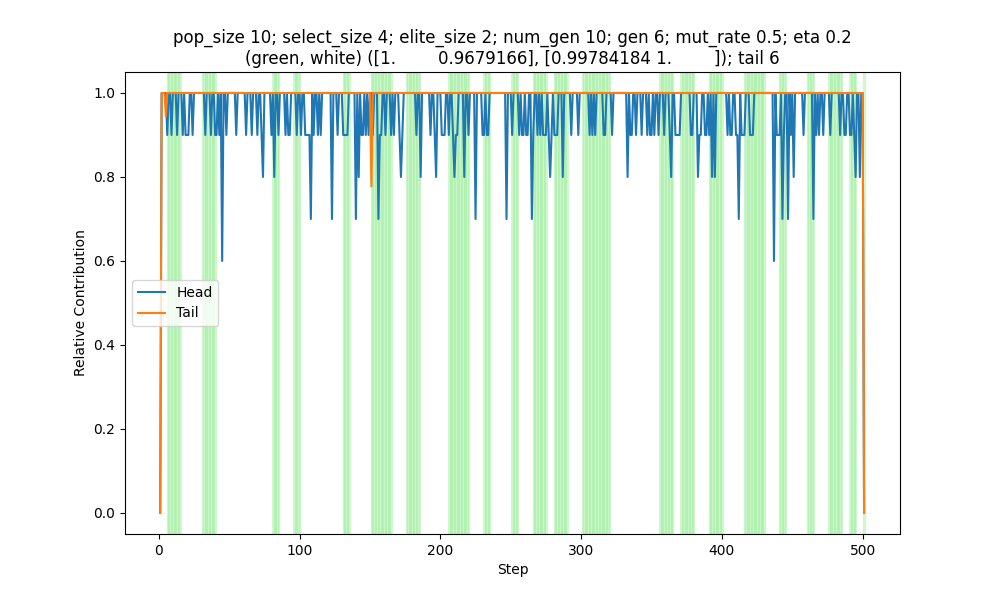 pop_size 10; select_size 4; elite_size 2; num_gen 10; gen 6; mut_rate 0.5; eta 0.2
(green, white) ([1.        0.9679166], [0.99784184 1.        ]); tail 6
1.0
0.8
0.6
0.4
0.2
0.0
Relative Contribution
Head
Tail
0
100
200
300
400
500
Step